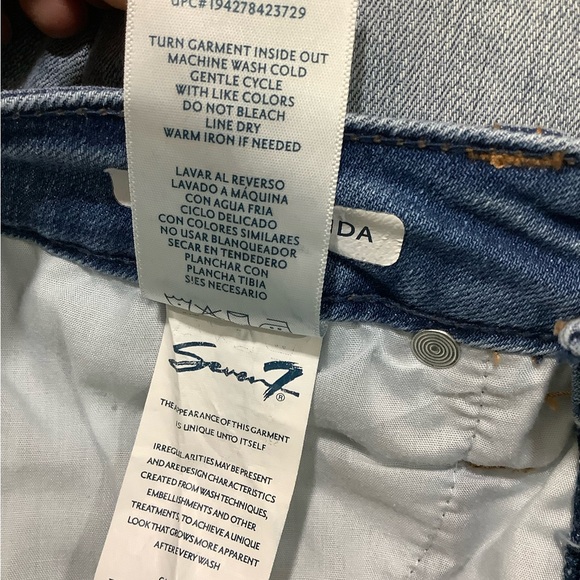 UPC#194278423729
TURN GARMENT INSIDE OUT
MACHINE WASH COLD
GENTLE CYCLE
WITH LIKE COLORS
DO NOT BLEACH
LINE DRY
WARM IRON IF NEEDED
LAVAR AL REVERSO
LAVADO A MÁQUINA
CON AGUA FRIA
CICLO DELICADO
CON COLORES SIMILARES
NO USAR BLANQUEADOR
SECAR EN TENDEDERO
PLANCHAR CON
PLANCHA TIBIA
S!ES NECESARIO
DA
Seven7®
THE APPEARANCE OF THIS GARMENT
IS UNIQUE UNTO ITSELF
IRREGULARITIES MAY BE PRESENT
AND ARE DESIGN CHARACTERISTICS
CREATED FROM WASH TECHNIQUES,
EMBELLISHMENTS AND OTHER
TREATMENTS, TO ACHIEVE A UNIQUE
LOOK THAT GROWS MORE APPARENT
AFTER EVERY WASH